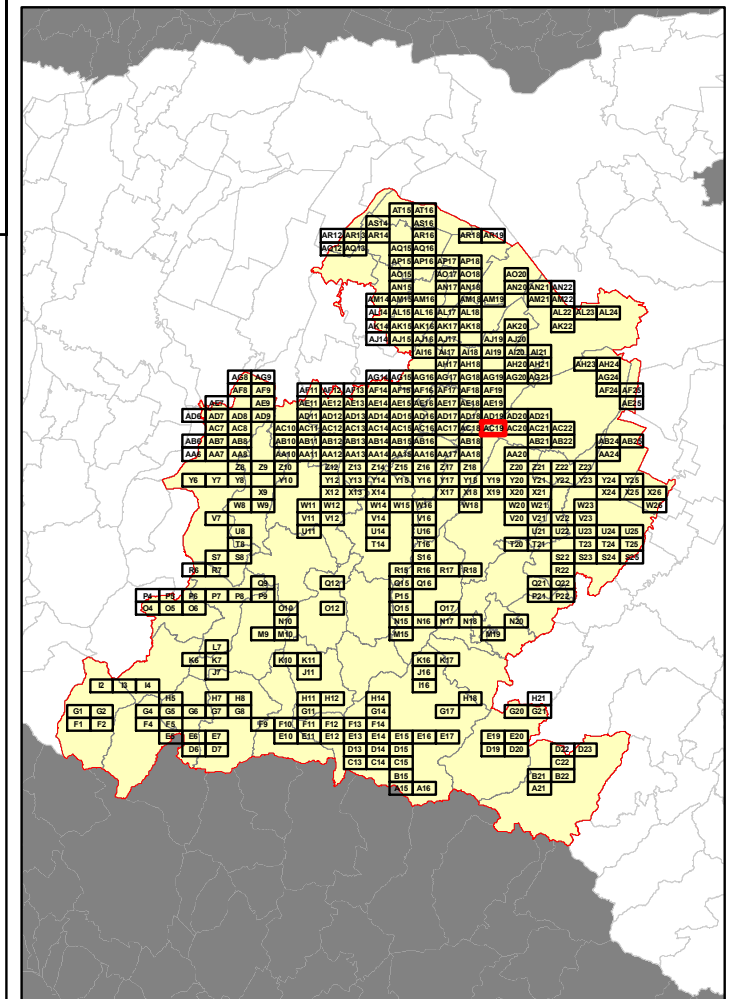 AT15 AT16
AS14 AS16
AR12 AR13 AR14 AR16 AR18 AR19
AQ12 AQ13 AQ15 AQ16
AP15 AP16 AP17 AP18
AO15 AO17 AO18 AO20
AN15 AN17 AN18 AN20 AN21 AN22
AM14 AM15 AM16 AM18 AM19 AM21 AM22
AL14 AL15 AL16 AL17 AL18 AL22 AL23 AL24
AK14 AK15 AK16 AK17 AK18 AK20 AK22
AJ14 AJ15 AJ16 AJ17 AJ19 AJ20
AI16 AI17 AI18 AI19 AI20 AI21
AH17 AH18 AH20 AH21 AH23 AH24
AG8 AG9 AG14 AG15 AG16 AG17 AG18 AG19 AG20 AG21 AG24
AF8 AF9 AF11 AF12 AF13 AF14 AF15 AF16 AF17 AF18 AF19 AF24 AF25
AE7 AE9 AE11 AE12 AE13 AE14 AE15 AE16 AE17 AE18 AE19 AE25
AD6 AD7 AD8 AD9 AD11 AD12 AD13 AD14 AD15 AD16 AD17 AD18 AD19 AD20 AD21
AC7 AC8 AC10 AC11 AC12 AC13 AC14 AC15 AC16 AC17 AC18 AC19 AC20 AC21 AC22
AB6 AB7 AB8 AB10 AB11 AB12 AB13 AB14 AB15 AB16 AB18 AB21 AB22 AB24 AB25
AA6 AA7 AA8 AA10 AA11 AA12 AA13 AA14 AA15 AA16 AA17 AA18 AA20 AA24
Z8 Z9 Z10 Z12 Z13 Z14 Z15 Z16 Z17 Z18 Z20 Z21 Z22 Z23
Y6 Y7 Y8 Y10 Y12 Y13 Y14 Y15 Y16 Y17 Y18 Y19 Y20 Y21 Y22 Y23 Y24 Y25
X9 X12 X13 X14 X17 X18 X19 X20 X21 X24 X25 X26
W8 W9 W11 W12 W14 W15 W16 W18 W20 W21 W23 W26
V7 V11 V12 V14 V16 V20 V21 V22 V23
U8 U11 U14 U16 U21 U22 U23 U24 U25
T8 T14 T16 T20 T21 T23 T24 T25
S7 S8 S16 S22 S23 S24 S25
R6 R7 R15 R16 R17 R18 R22
Q9 Q12 Q15 Q16 Q21 Q22
P4 P5 P6 P7 P8 P9 P15 P21 P22
O4 O5 O6 O10 O12 O15 O17
N10 N15 N16 N17 N18 N20
M9 M10 M15 M19
L7
K6 K7 K10 K11 K16 K17
J7 J11 J16
I2 I3 I4 I16
H5 H7 H8 H11 H12 H14 H18 H21
G1 G2 G4 G5 G6 G7 G8 G11 G14 G17 G20 G21
F1 F2 F4 F5 F9 F10 F11 F12 F13 F14
E5 E6 E7 E10 E11 E12 E13 E14 E15 E16 E17 E19 E20
D6 D7 D13 D14 D15 D19 D20 D22 D23
C13 C14 C15 C22
B15 B21 B22
A15 A16 A21